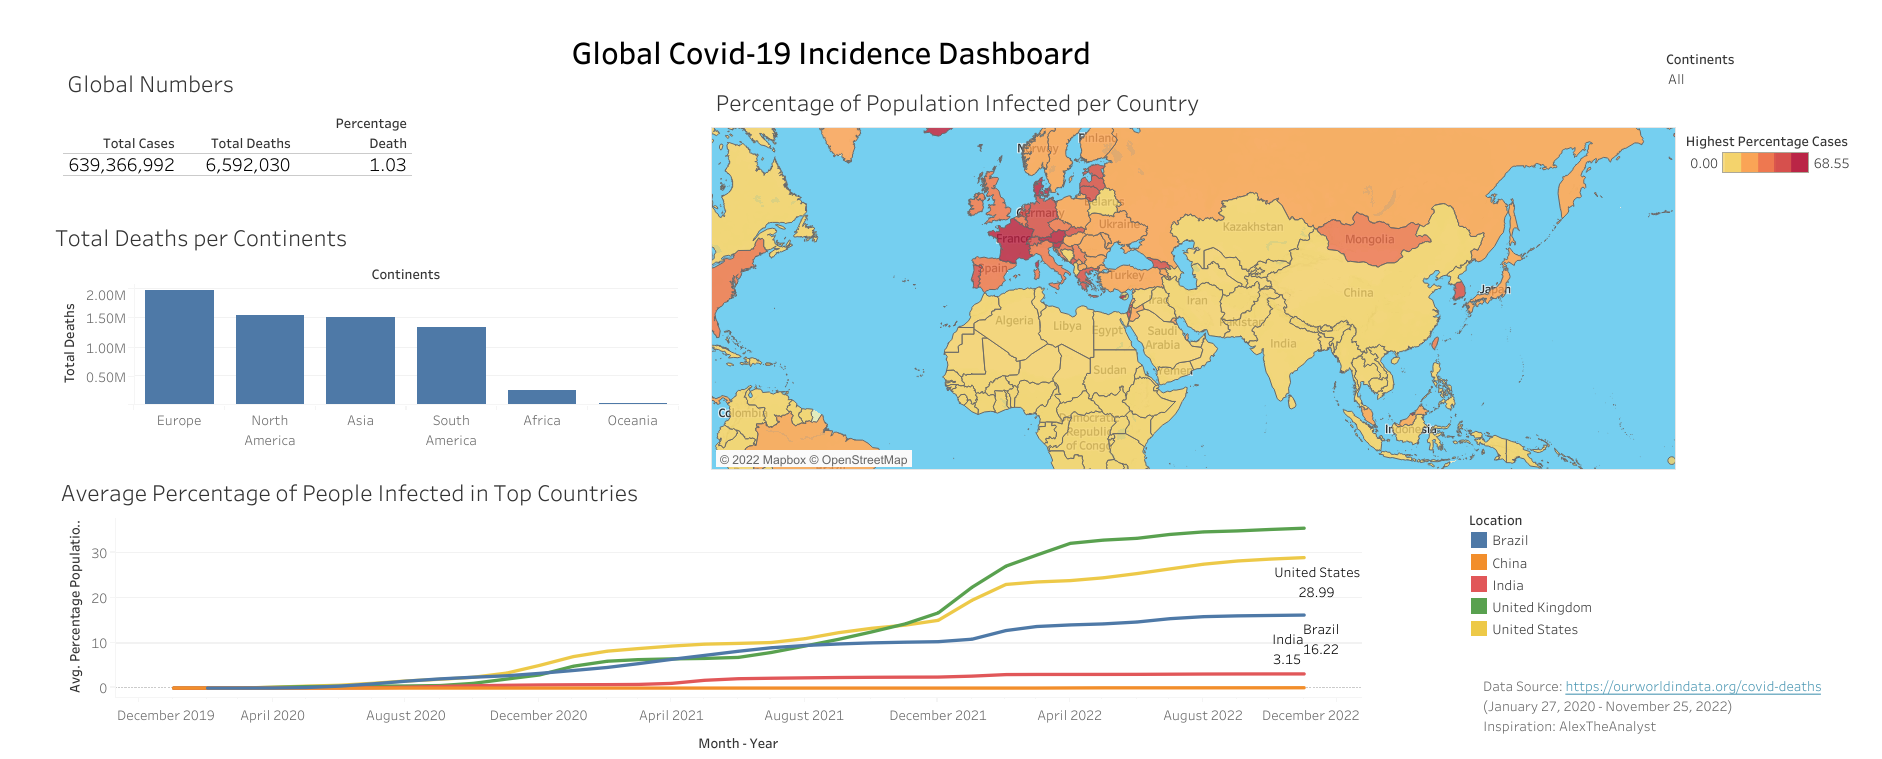 Global Covid-19 Incidence Dashboard
Continents
All
Global Numbers
Total Cases
Total Deaths
Percentage
Death
639,366,992
6,592,030
1.03
Total Deaths per Continents
Continents
Total Deaths
2.00M
1.50M
1.00M
0.50M
Europe
North
America
Asia
South
America
Africa
Oceania
Percentage of Population Infected per Country
Norway
Finland
Germany
Belarus
Ukraine
France
Spain
Turkey
Kazakhstan
Mongolia
China
Japan
Algeria
Libya
Egypt
Iraq
Iran
Pakistan
Saudi
Arabia
India
Sudan
Yemen
Colombia
Democratic
Republic
of Congo
Indonesia
© 2022 Mapbox © OpenStreetMap
Highest Percentage Cases
0.00
68.55
Average Percentage of People Infected in Top Countries
Avg. Percentage Populatio..
30
20
10
0
United States
28.99
Brazil
16.22
India
3.15
December 2019
April 2020
August 2020
December 2020
April 2021
August 2021
December 2021
April 2022
August 2022
December 2022
Month - Year
Location
Brazil
China
India
United Kingdom
United States
Data Source: https://ourworldindata.org/covid-deaths
(January 27, 2020 - November 25, 2022)
Inspiration: AlexTheAnalyst